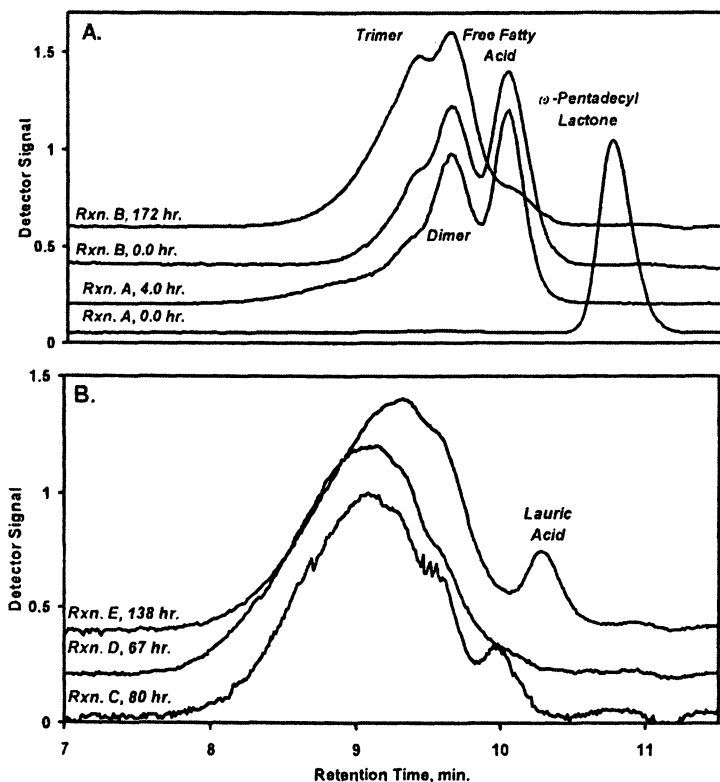 A.
Trimer
Free Fatty
Acid
ω-Pentadecyl
Lactone
Dimer
Rxn. B, 172 hr.
Rxn. B, 0.0 hr.
Rxn. A, 4.0 hr.
Rxn. A, 0.0 hr.
Detector Signal
1.5
1
0.5
0
B.
Lauric
Acid
Rxn. E, 138 hr.
Rxn. D, 67 hr.
Rxn. C, 80 hr.
Detector Signal
1.5
1
0.5
0
7 8 9 10 11
Retention Time, min.